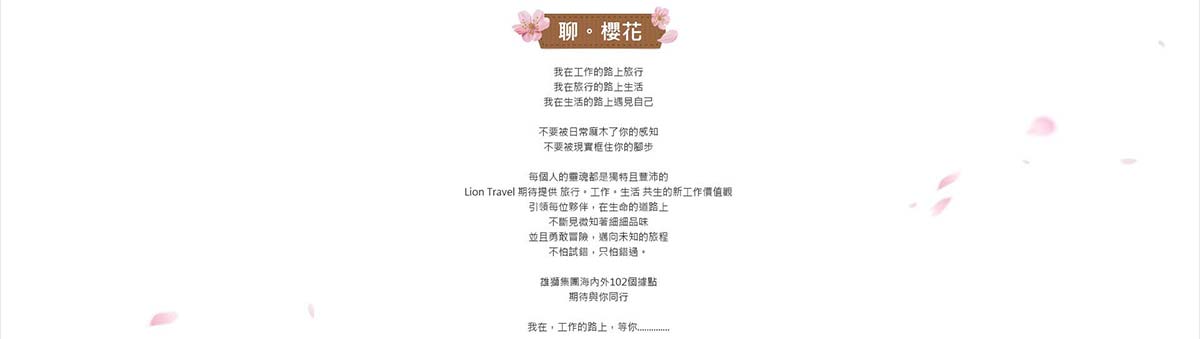 聊。櫻花
我在工作的路上旅行
我在旅行的路上生活
我在生活的路上遇見自己
不要被日常麻木了你的感知
不要被現實框住你的腳步
每個人的靈魂都是獨特且豐沛的
Lion Travel 期待提供 旅行。工作。生活 共生的新工作價值觀
引領每位夥伴，在生命的道路上
不斷見微知著細細品味
並且勇敢冒險，邁向未知的旅程
不怕試錯，只怕錯過。
雄獅集團海內外102個據點
期待與你同行
我在，工作的路上，等你..............